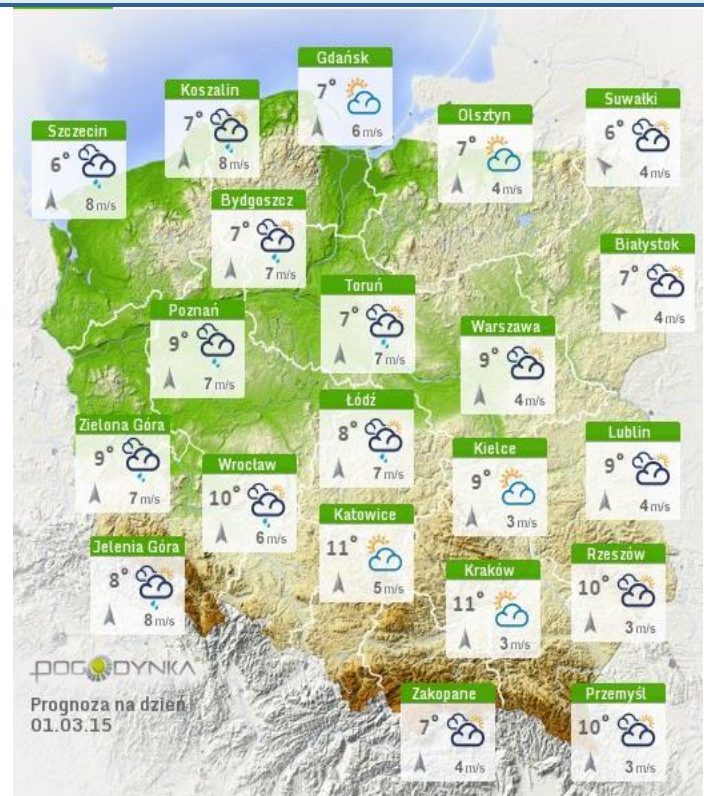 Gdańsk
7°
6 m/s
Koszalin
7°
8 m/s
Suwałki
6°
4 m/s
Olsztyn
7°
4 m/s
Szczecin
6°
8 m/s
Bydgoszcz
7°
7 m/s
Białystok
7°
4 m/s
Toruń
7°
7 m/s
Poznań
9°
7 m/s
Warszawa
9°
4 m/s
Łódź
8°
7 m/s
Zielona Góra
9°
7 m/s
Lublin
9°
4 m/s
Kielce
9°
3 m/s
Wrocław
10°
6 m/s
Katowice
11°
5 m/s
Jelenia Góra
8°
8 m/s
Rzeszów
10°
3 m/s
Kraków
11°
3 m/s
POGODYNKA
Prognoza na dzień
01.03.15
Zakopane
7°
4 m/s
Przemyśl
10°
3 m/s